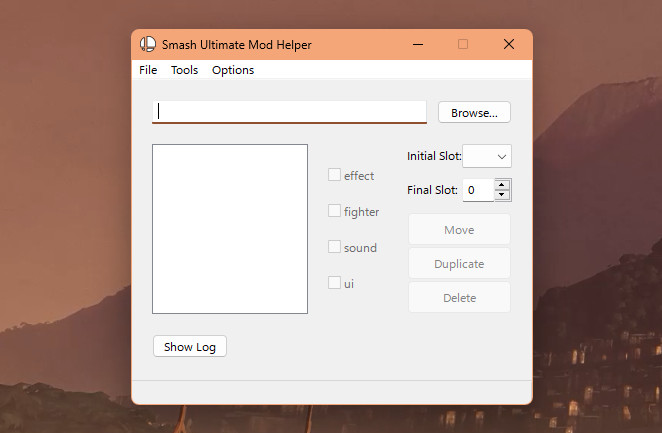 Smash Ultimate Mod Helper
File Tools Options
Browse...
Initial Slot:
effect
Final Slot: 0
fighter
Move
sound
Duplicate
ui
Delete
Show Log